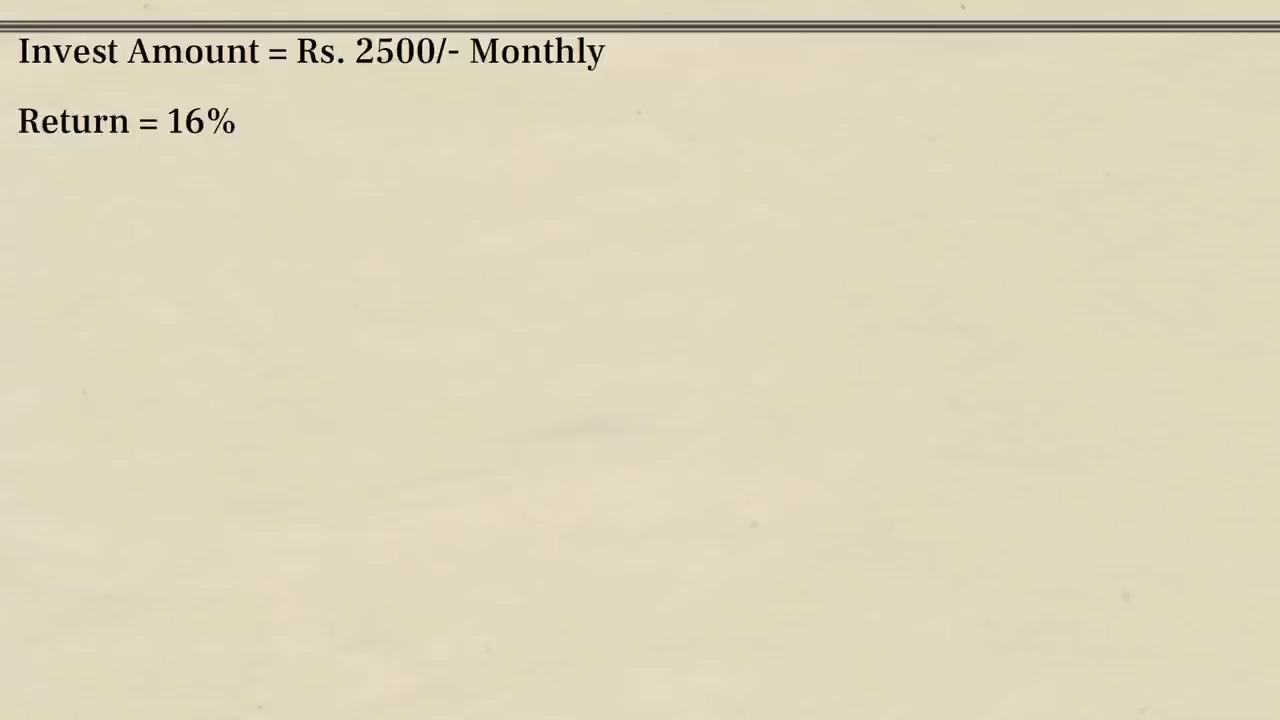 Invest Amount = Rs. 2500/- Monthly
Return = 16%